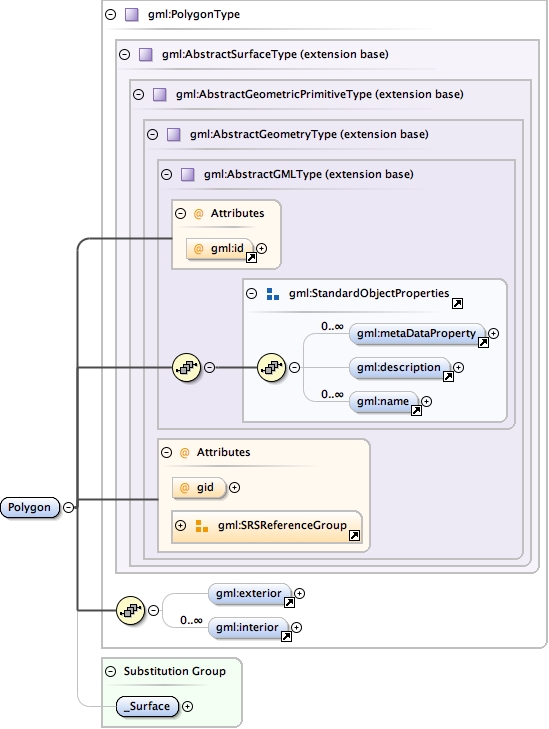 gml:PolygonType
gml:AbstractSurfaceType (extension base)
gml:AbstractGeometricPrimitiveType (extension base)
gml:AbstractGeometryType (extension base)
gml:AbstractGMLType (extension base)
@ Attributes
@ gml:id
gml:StandardObjectProperties
0..∞
gml:metaDataProperty
gml:description
0..∞
gml:name
@ Attributes
@ gid
gml:SRSReferenceGroup
Polygon
gml:exterior
0..∞
gml:interior
Substitution Group
_Surface